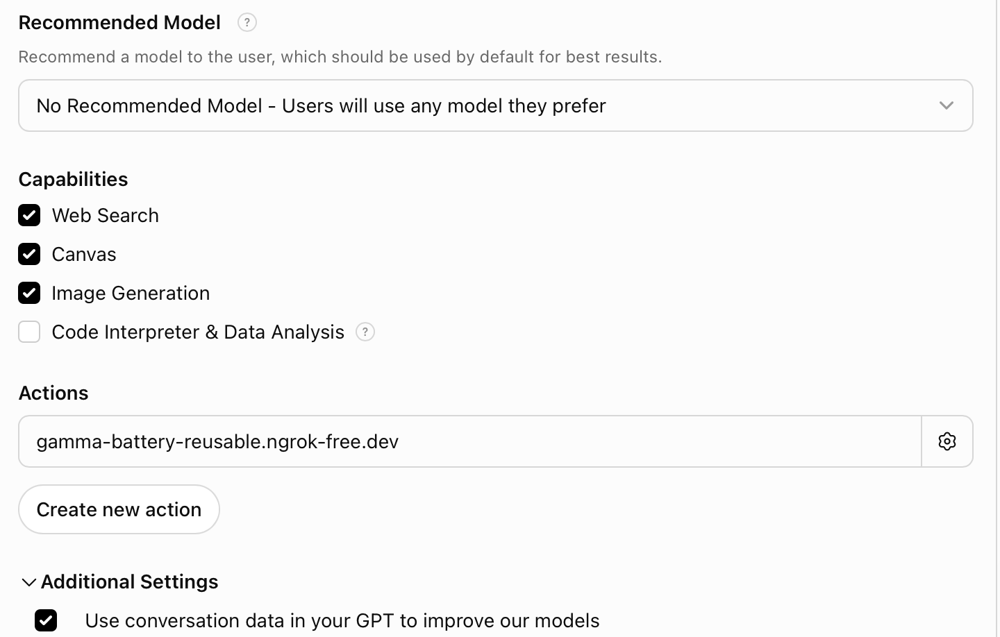 Recommended Model ?
Recommend a model to the user, which should be used by default for best results.
No Recommended Model - Users will use any model they prefer
Capabilities
Web Search
Canvas
Image Generation
Code Interpreter & Data Analysis ?
Actions
gamma-battery-reusable.ngrok-free.dev
Create new action
Additional Settings
Use conversation data in your GPT to improve our models